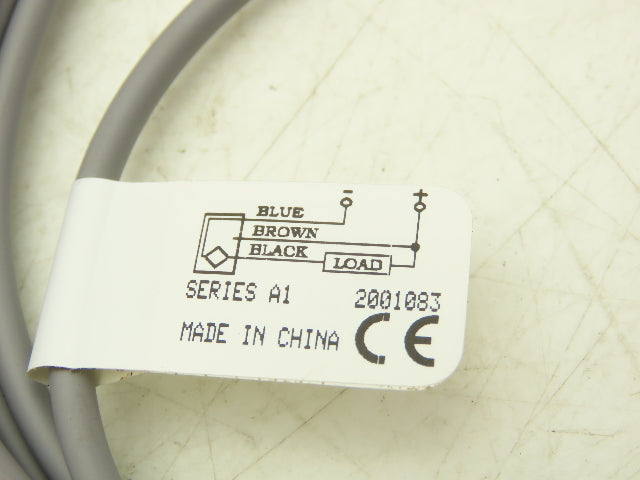 - +
BLUE
BROWN
BLACK
LOAD
SERIES A1 2001083
MADE IN CHINA CE